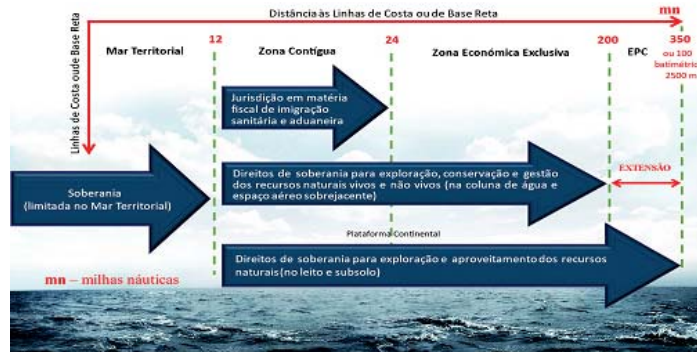 Distância às Linhas de Costa ou de Base Reta
mn
Linhas de Costa oude Base Reta
Mar Territorial
12
Zona Contígua
24
Zona Económica Exclusiva
200
EPC
350
ou 100
batimétrica
2500 m
Jurisdição em matéria
fiscal de imigração
sanitária e aduaneira
Soberania
(limitada no Mar Territorial)
Direitos de soberania para exploração, conservação e gestão
dos recursos naturais vivos e não vivos (na coluna de água e
espaço aéreo sobrejacente)
EXTENSÃO
Plataforma Continental
Direitos de soberania para exploração e aproveitamento dos recursos
naturais (no leito e subsolo)
mn – milhas náuticas